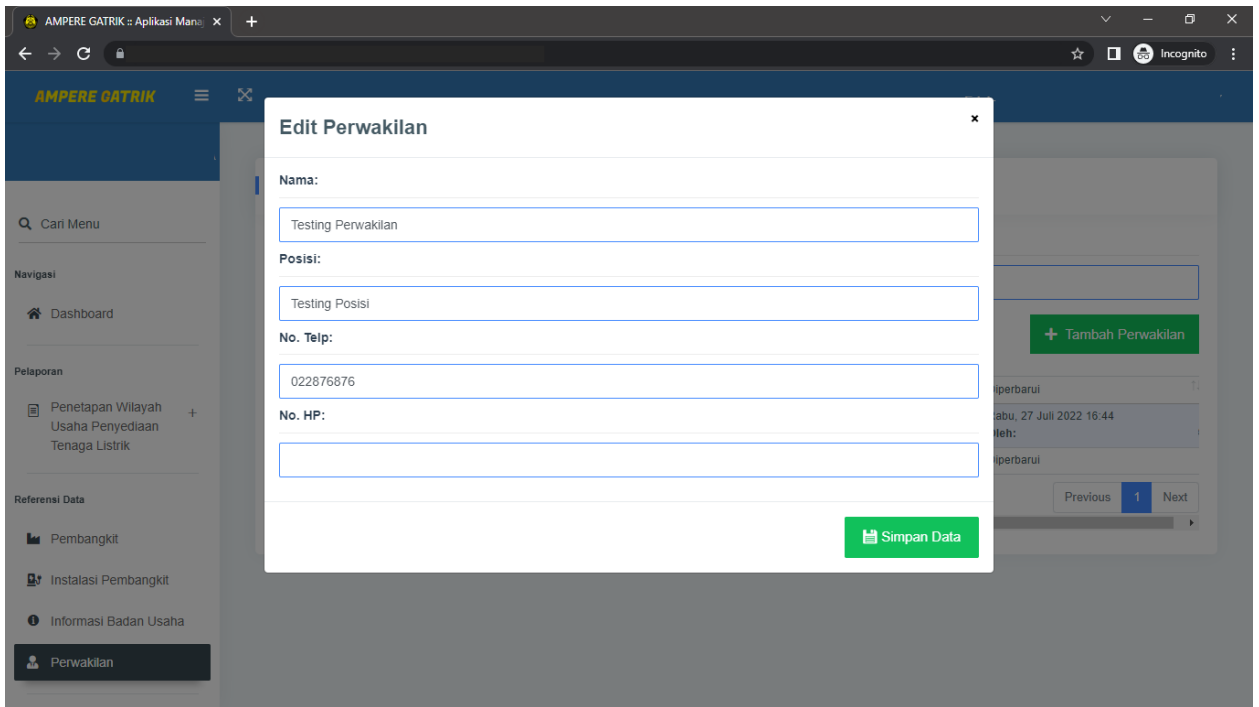 AMPERE GATRIK :: Aplikasi Manaj
Incognito
AMPERE GATRIK
Cari Menu
Navigasi
Dashboard
Pelaporan
Penetapan Wilayah
Usaha Penyediaan
Tenaga Listrik
Referensi Data
Pembangkit
Instalasi Pembangkit
Informasi Badan Usaha
Perwakilan
Edit Perwakilan
Nama:
Testing Perwakilan
Posisi:
Testing Posisi
No. Telp:
022876876
No. HP:
Simpan Data
Tambah Perwakilan
iperbarui
abu, 27 Juli 2022 16:44
leh:
iperbarui
Previous 1 Next